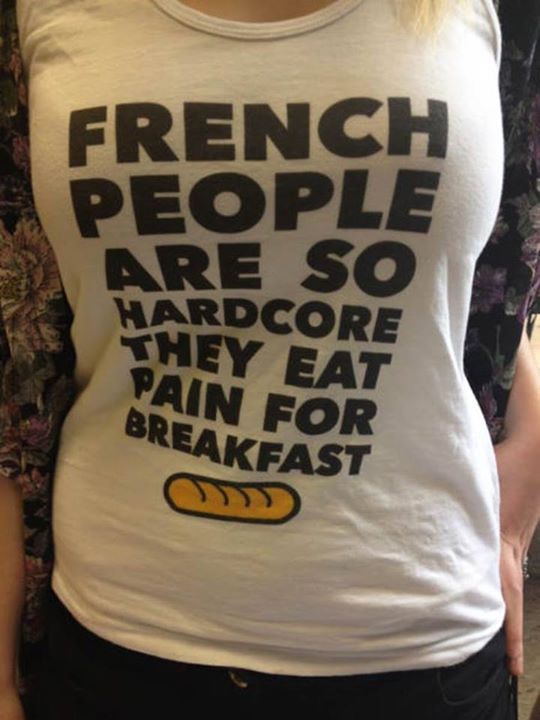 FRENCH
PEOPLE
ARE SO
HARDCORE
THEY EAT
PAIN FOR
BREAKFAST